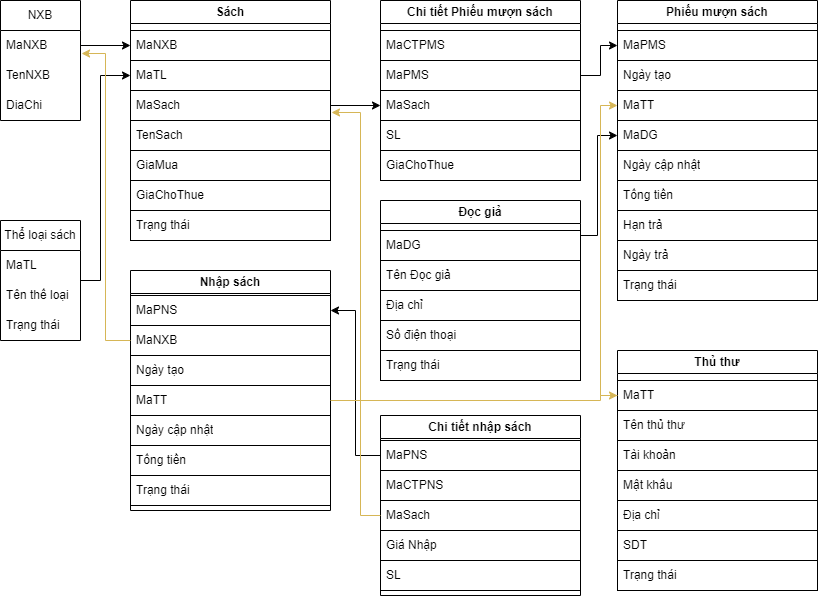 NXB
MaNXB
TenNXB
DiaChi
Thể loại sách
MaTL
Tên thể loại
Trạng thái
Sách
MaNXB
MaTL
MaSach
TenSach
GiaMua
GiaChoThue
Trạng thái
Nhập sách
MaPNS
MaNXB
Ngày tạo
MaTT
Ngày cập nhật
Tổng tiền
Trạng thái
Chi tiết Phiếu mượn sách
MaCTPMS
MaPMS
MaSach
SL
GiaChoThue
Đọc giả
MaDG
Tên Đọc giả
Địa chỉ
Số điện thoại
Trạng thái
Chi tiết nhập sách
MaPNS
MaCTPNS
MaSach
Giá Nhập
SL
Phiếu mượn sách
MaPMS
Ngày tạo
MaTT
MaDG
Ngày cập nhật
Tổng tiền
Hạn trả
Ngày trả
Trạng thái
Thủ thư
MaTT
Tên thủ thư
Tài khoản
Mật khẩu
Địa chỉ
SDT
Trạng thái